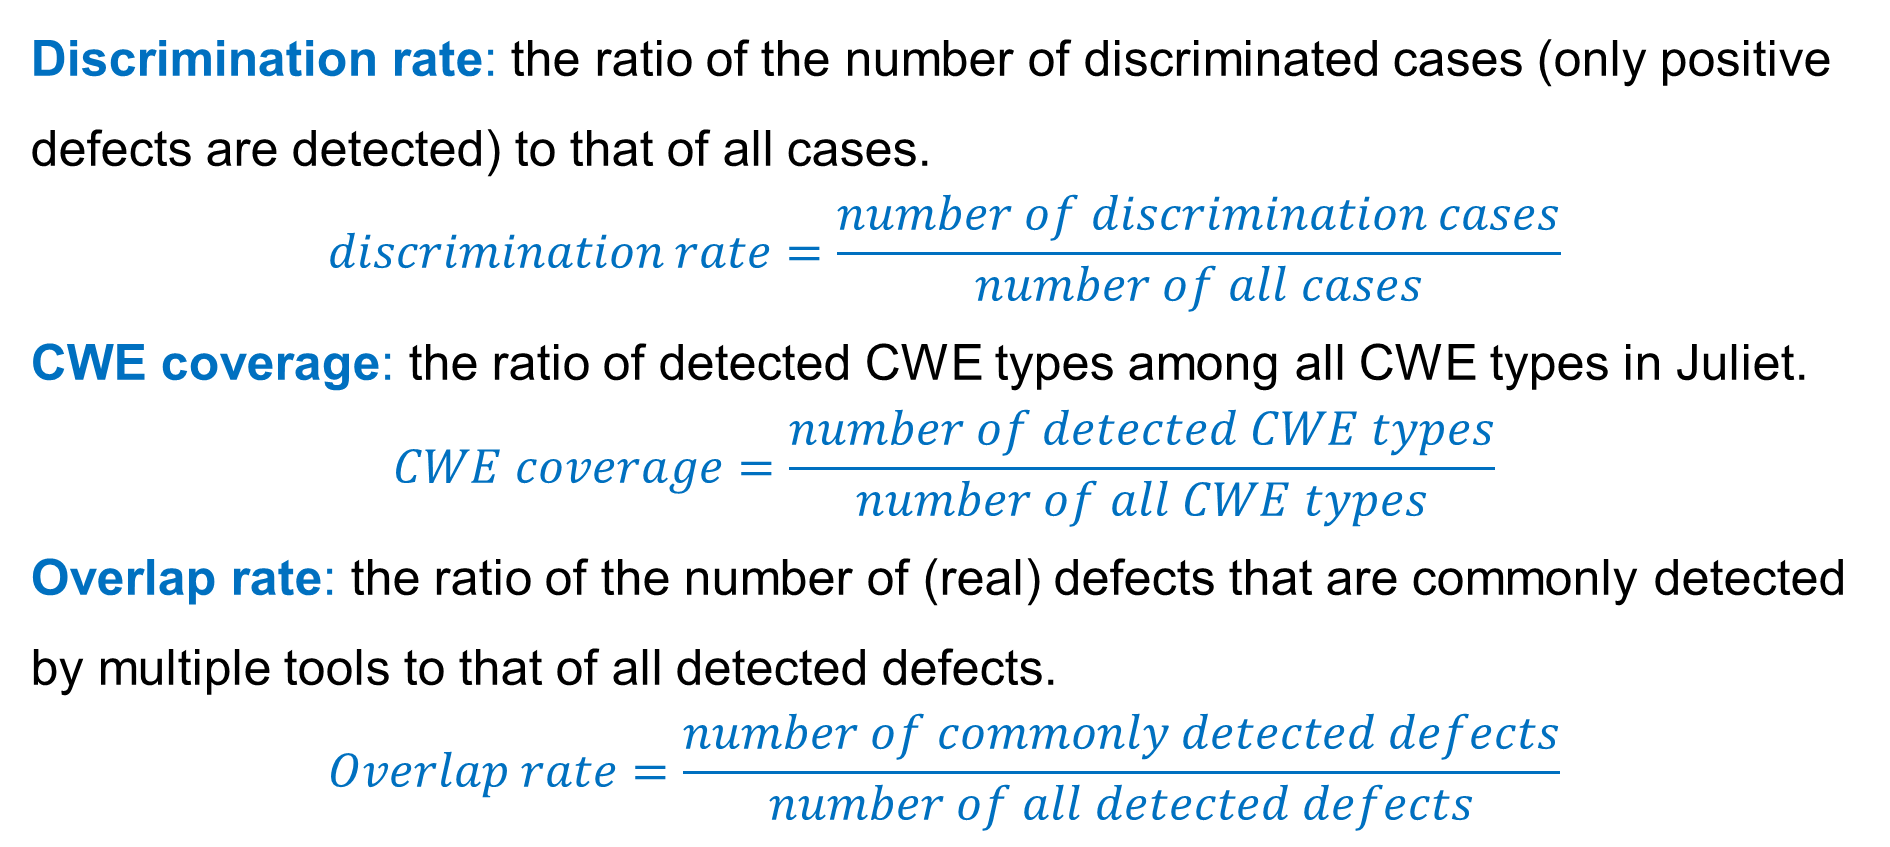 Discrimination rate: the ratio of the number of discriminated cases (only positive
defects are detected) to that of all cases.
discrimination rate = number of discrimination cases / number of all cases
CWE coverage: the ratio of detected CWE types among all CWE types in Juliet.
CWE coverage = number of detected CWE types / number of all CWE types
Overlap rate: the ratio of the number of (real) defects that are commonly detected
by multiple tools to that of all detected defects.
Overlap rate = number of commonly detected defects / number of all detected defects